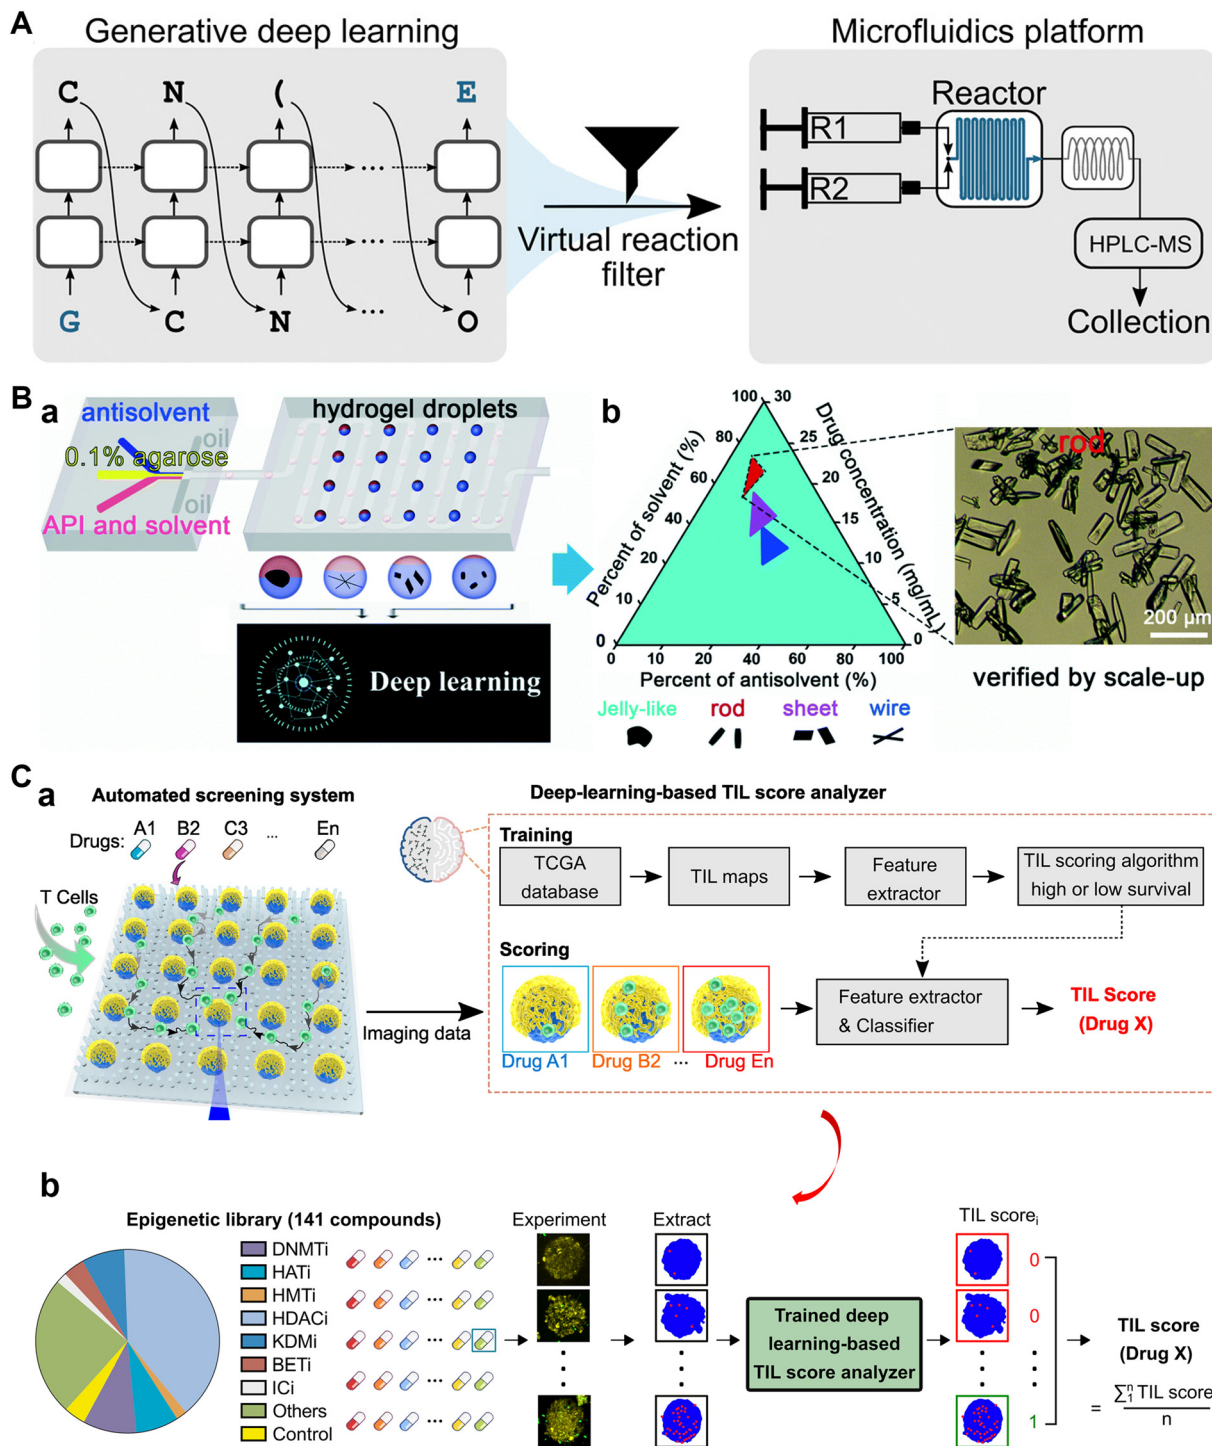 A
Generative deep learning
Microfluidics platform
C N ( ... E
G C N ... O
Virtual reaction
filter
Reactor
R1
R2
HPLC-MS
Collection
B
a
antisolvent
0.1% agarose
API and solvent
oil
oil
hydrogel droplets
Deep learning
b
Percent of solvent (%)
100
80
60
40
20
10
0
Drug concentration (mg/mL)
30
25
20
15
10
5
0
0 10 20 40 60 80 100
Percent of antisolvent (%)
Jelly-like rod sheet wire
rod
200 µm
verified by scale-up
C
a
Automated screening system
Drugs: A1 B2 C3 ... En
T Cells
Imaging data
Deep-learning-based TIL score analyzer
Training
TCGA
database
TIL maps
Feature
extractor
TIL scoring algorithm
high or low survival
Scoring
Drug A1 Drug B2 ... Drug En
Feature extractor
& Classifier
TIL Score
(Drug X)
b
Epigenetic library (141 compounds)
DNMTi
HATi
HMTi
HDACi
KDMi
BETi
ICi
Others
Control
Experiment
Extract
Trained deep
learning-based
TIL score analyzer
TIL scoreᵢ
0
0
1
TIL score
(Drug X)
= ∑₁ⁿ TIL score
n